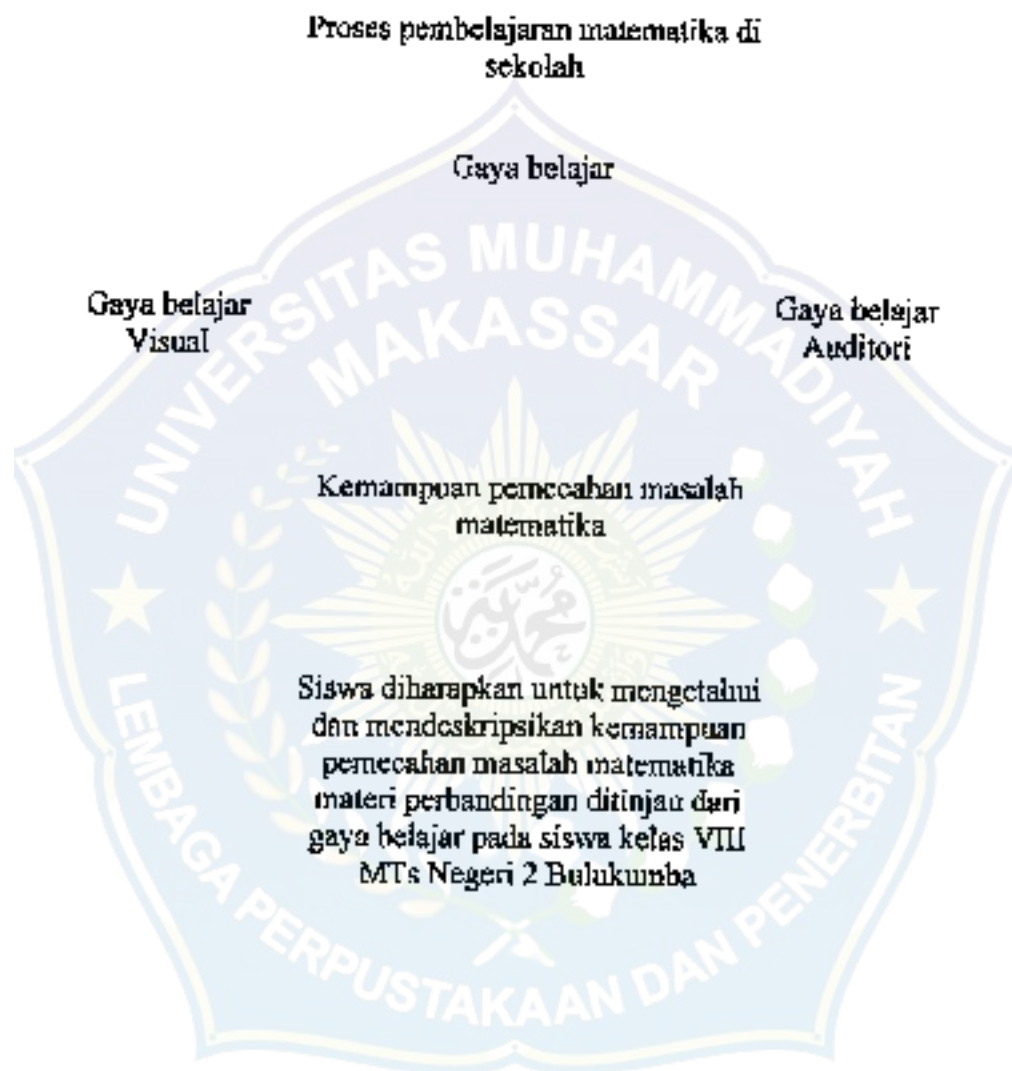 Proses pembelajaran matematika di
sekolah
Gaya belajar
Gaya belajar
Visual
Gaya belajar
Auditori
Kemampuan pemecahan masalah
matematika
Siswa diharapkan untuk mengetahui
dan mendeskripsikan kemampuan
pemecahan masalah matematika
materi perbandingan ditinjau dari
gaya belajar pada siswa kelas VIII
MTs Negeri 2 Bulukumba
UNIVERSITAS MUHAMMADIYAH
MAKASSAR
محمد
LEMBAGA PERPUSTAKAAN DAN PENERBITAN